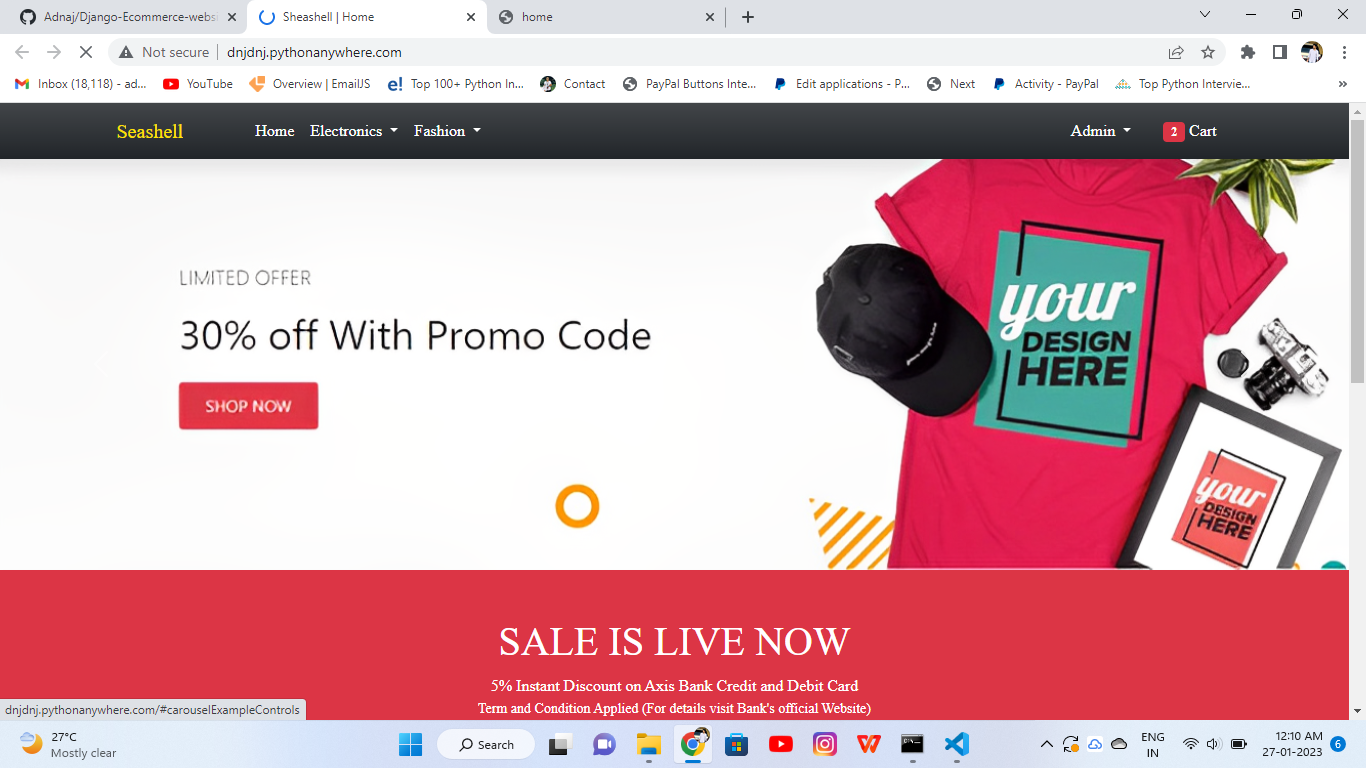 Adnaj/Django-Ecommerce-webs
Sheashell | Home
home
Not secure
dnjdnj.pythonanywhere.com
Inbox (18,118) - ad...
YouTube
Overview | EmailJS
e!
Top 100+ Python In...
Contact
PayPal Buttons Inte...
Edit applications - P...
Next
Activity - PayPal
Top Python Intervie...
»
Seashell
Home
Electronics
Fashion
Admin
2 Cart
LIMITED OFFER
30% off With Promo Code
SHOP NOW
your
DESIGN
HERE
your
DESIGN
HERE
SALE IS LIVE NOW
5% Instant Discount on Axis Bank Credit and Debit Card
Term and Condition Applied (For details visit Bank's official Website)
dnjdnj.pythonanywhere.com/#carouselExampleControls
27°C
Mostly clear
Search
ENG
IN
12:10 AM
27-01-2023
6